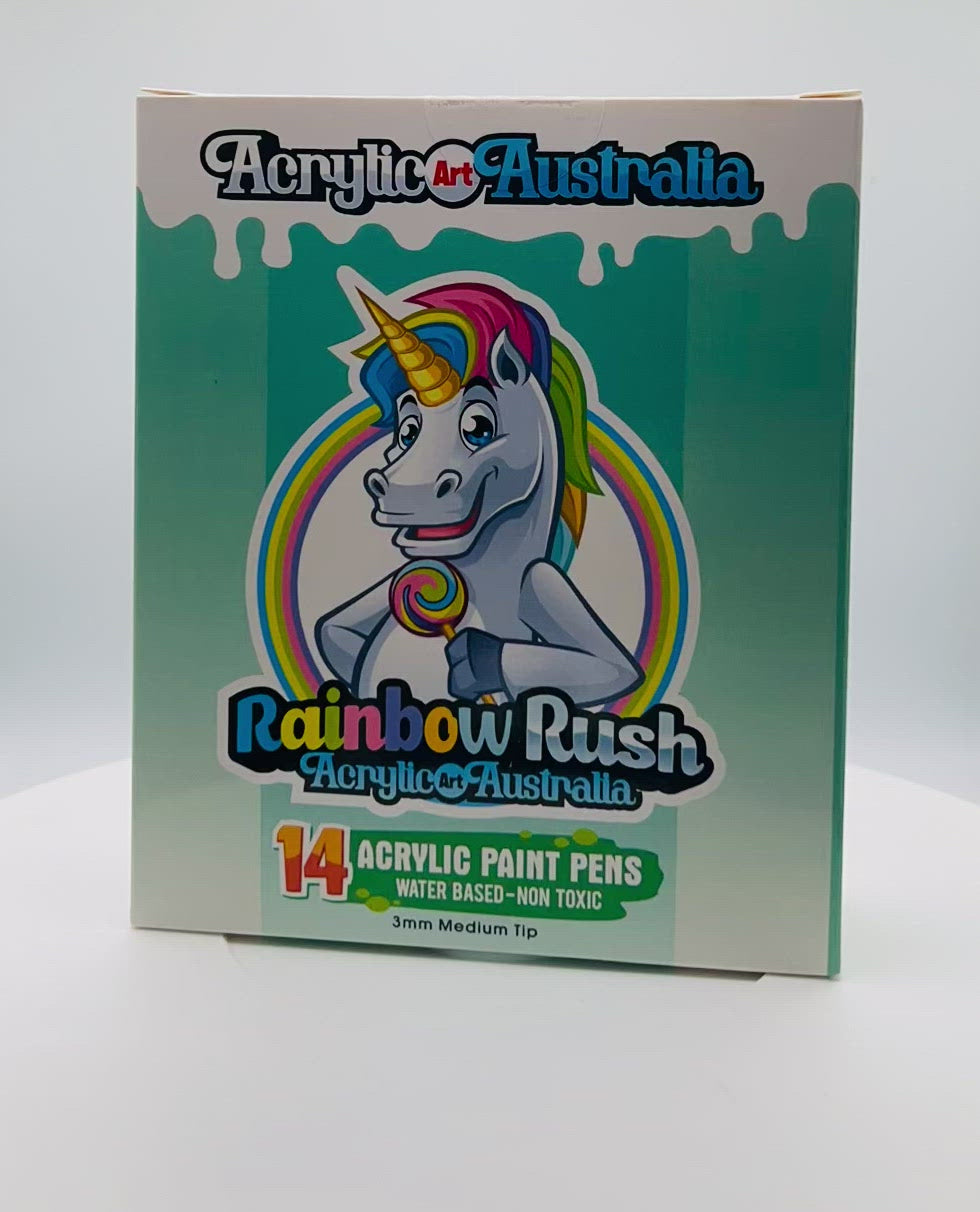 Acrylic Art Australia
Rainbow Rush
Acrylic Art Australia
14 ACRYLIC PAINT PENS
WATER BASED-NON TOXIC
3mm Medium Tip